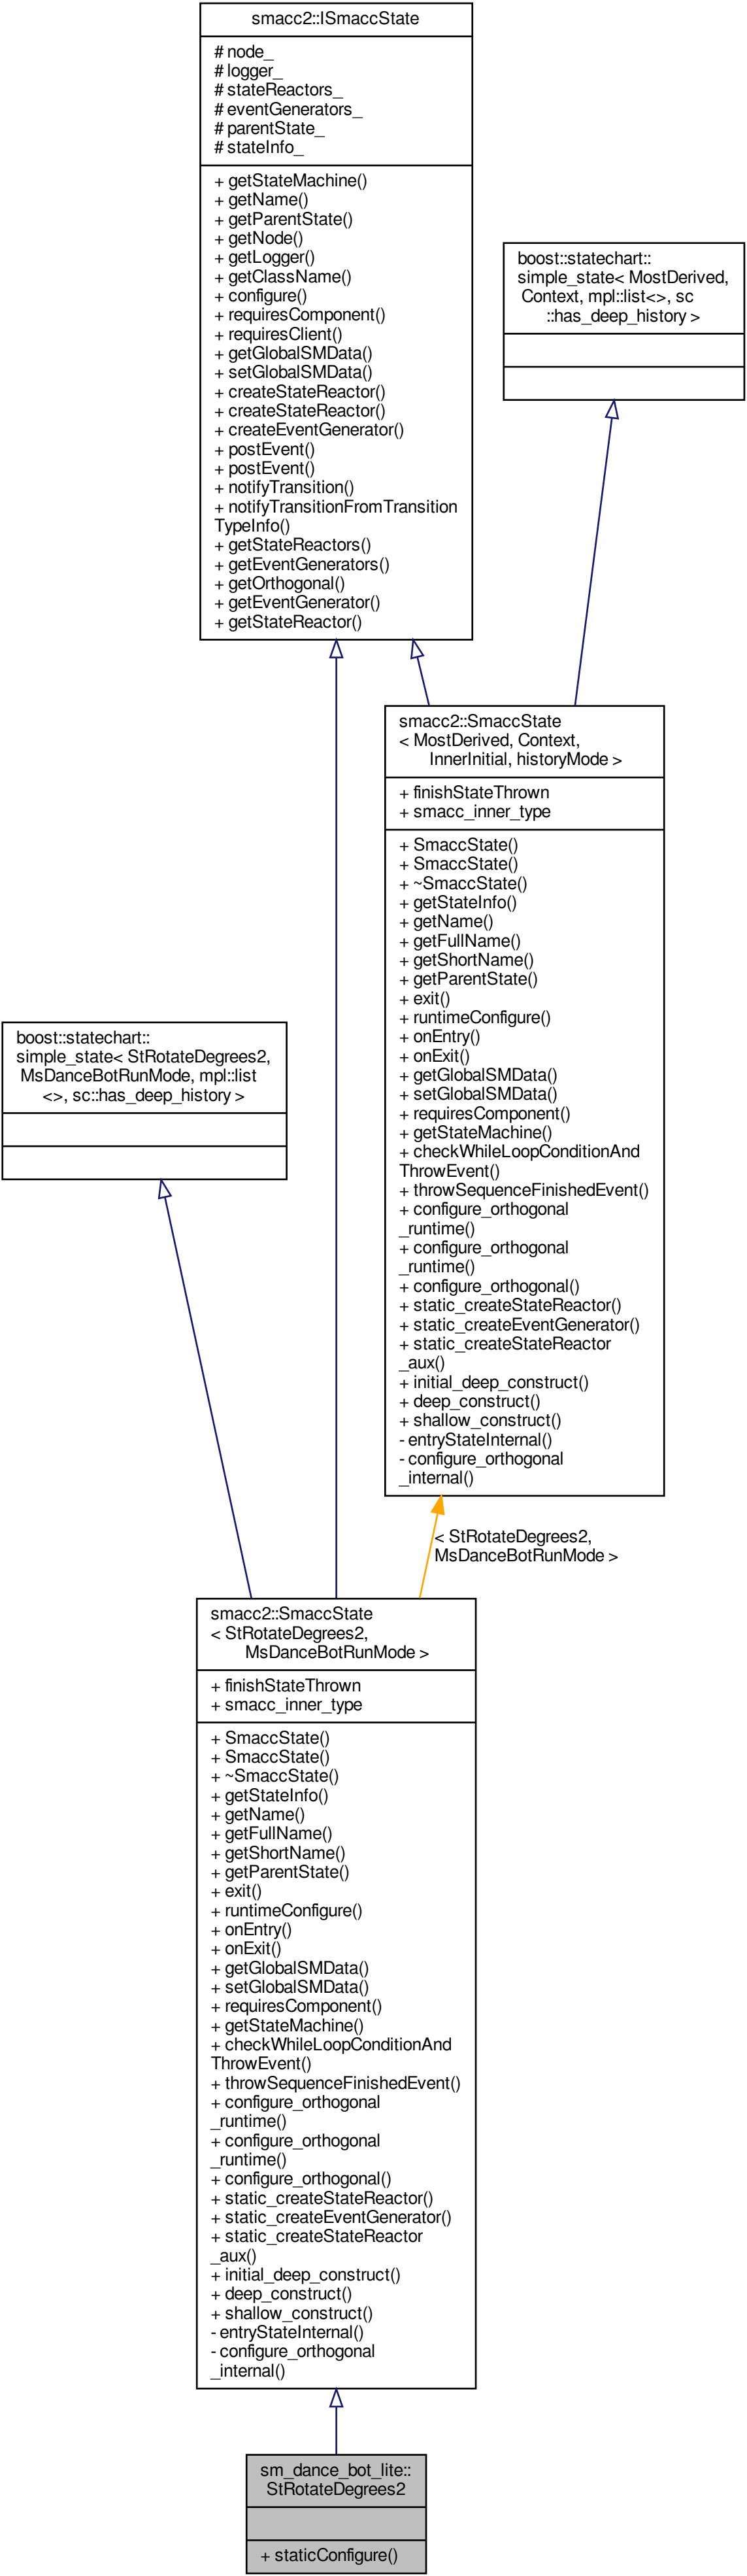 smacc2::ISmaccState
# node_
# logger_
# stateReactors_
# eventGenerators_
# parentState_
# stateInfo_
+ getStateMachine()
+ getName()
+ getParentState()
+ getNode()
+ getLogger()
+ getClassName()
+ configure()
+ requiresComponent()
+ requiresClient()
+ getGlobalSMData()
+ setGlobalSMData()
+ createStateReactor()
+ createStateReactor()
+ createEventGenerator()
+ postEvent()
+ postEvent()
+ notifyTransition()
+ notifyTransitionFromTransition
TypeInfo()
+ getStateReactors()
+ getEventGenerators()
+ getOrthogonal()
+ getEventGenerator()
+ getStateReactor()
boost::statechart::
simple_state< MostDerived,
Context, mpl::list<>, sc
::has_deep_history >
smacc2::SmaccState
< MostDerived, Context,
InnerInitial, historyMode >
+ finishStateThrown
+ smacc_inner_type
+ SmaccState()
+ SmaccState()
+ ~SmaccState()
+ getStateInfo()
+ getName()
+ getFullName()
+ getShortName()
+ getParentState()
+ exit()
+ runtimeConfigure()
+ onEntry()
+ onExit()
+ getGlobalSMData()
+ setGlobalSMData()
+ requiresComponent()
+ getStateMachine()
+ checkWhileLoopConditionAnd
ThrowEvent()
+ throwSequenceFinishedEvent()
+ configure_orthogonal
_runtime()
+ configure_orthogonal
_runtime()
+ configure_orthogonal()
+ static_createStateReactor()
+ static_createEventGenerator()
+ static_createStateReactor
_aux()
+ initial_deep_construct()
+ deep_construct()
+ shallow_construct()
- entryStateInternal()
- configure_orthogonal
_internal()
boost::statechart::
simple_state< StRotateDegrees2,
MsDanceBotRunMode, mpl::list
<>, sc::has_deep_history >
< StRotateDegrees2,
MsDanceBotRunMode >
smacc2::SmaccState
< StRotateDegrees2,
MsDanceBotRunMode >
+ finishStateThrown
+ smacc_inner_type
+ SmaccState()
+ SmaccState()
+ ~SmaccState()
+ getStateInfo()
+ getName()
+ getFullName()
+ getShortName()
+ getParentState()
+ exit()
+ runtimeConfigure()
+ onEntry()
+ onExit()
+ getGlobalSMData()
+ setGlobalSMData()
+ requiresComponent()
+ getStateMachine()
+ checkWhileLoopConditionAnd
ThrowEvent()
+ throwSequenceFinishedEvent()
+ configure_orthogonal
_runtime()
+ configure_orthogonal
_runtime()
+ configure_orthogonal()
+ static_createStateReactor()
+ static_createEventGenerator()
+ static_createStateReactor
_aux()
+ initial_deep_construct()
+ deep_construct()
+ shallow_construct()
- entryStateInternal()
- configure_orthogonal
_internal()
sm_dance_bot_lite::
StRotateDegrees2
+ staticConfigure()